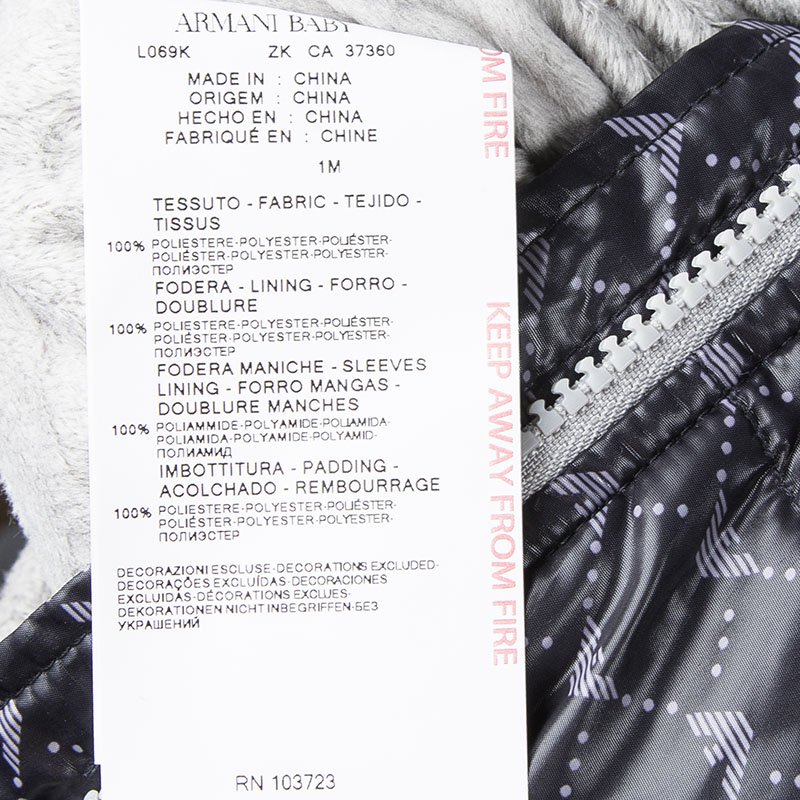 ARMANI BABY
L069K ZK CA 37360
MADE IN : CHINA
ORIGEM : CHINA
HECHO EN : CHINA
FABRIQUÉ EN : CHINE
1M
TESSUTO - FABRIC - TEJIDO -
TISSUS
100% POLIESTERE-POLYESTER-POLIÉSTER-
POLIÉSTER-POLYESTER-POLYESTER-
ПОЛИЭСТЕР
FODERA - LINING - FORRO -
DOUBLURE
100% POLIESTERE-POLYESTER-POLIÉSTER-
POLIÉSTER-POLYESTER-POLYESTER-
ПОЛИЭСТЕР
FODERA MANICHE - SLEEVES
LINING - FORRO MANGAS -
DOUBLURE MANCHES
100% POLIAMMIDE-POLYAMIDE-POLIAMIDA-
POLIAMIDA-POLYAMIDE-POLYAMID-
ПОЛИАМИД
IMBOTTITURA - PADDING -
ACOLCHADO - REMBOURRAGE
100% POLIESTERE-POLYESTER-POLIÉSTER-
POLIÉSTER-POLYESTER-POLYESTER-
ПОЛИЭСТЕР
DECORAZIONI ESCLUSE-DECORATIONS EXCLUDED-
DECORAÇÕES EXCLUÍDAS-DECORACIONES
EXCLUIDAS-DÉCORATIONS EXCLUES-
DEKORATIONEN NICHT INBEGRIFFEN-БЕЗ
УКРАШЕНИЙ
RN 103723
OM FIRE
KEEP AWAY FROM FIRE